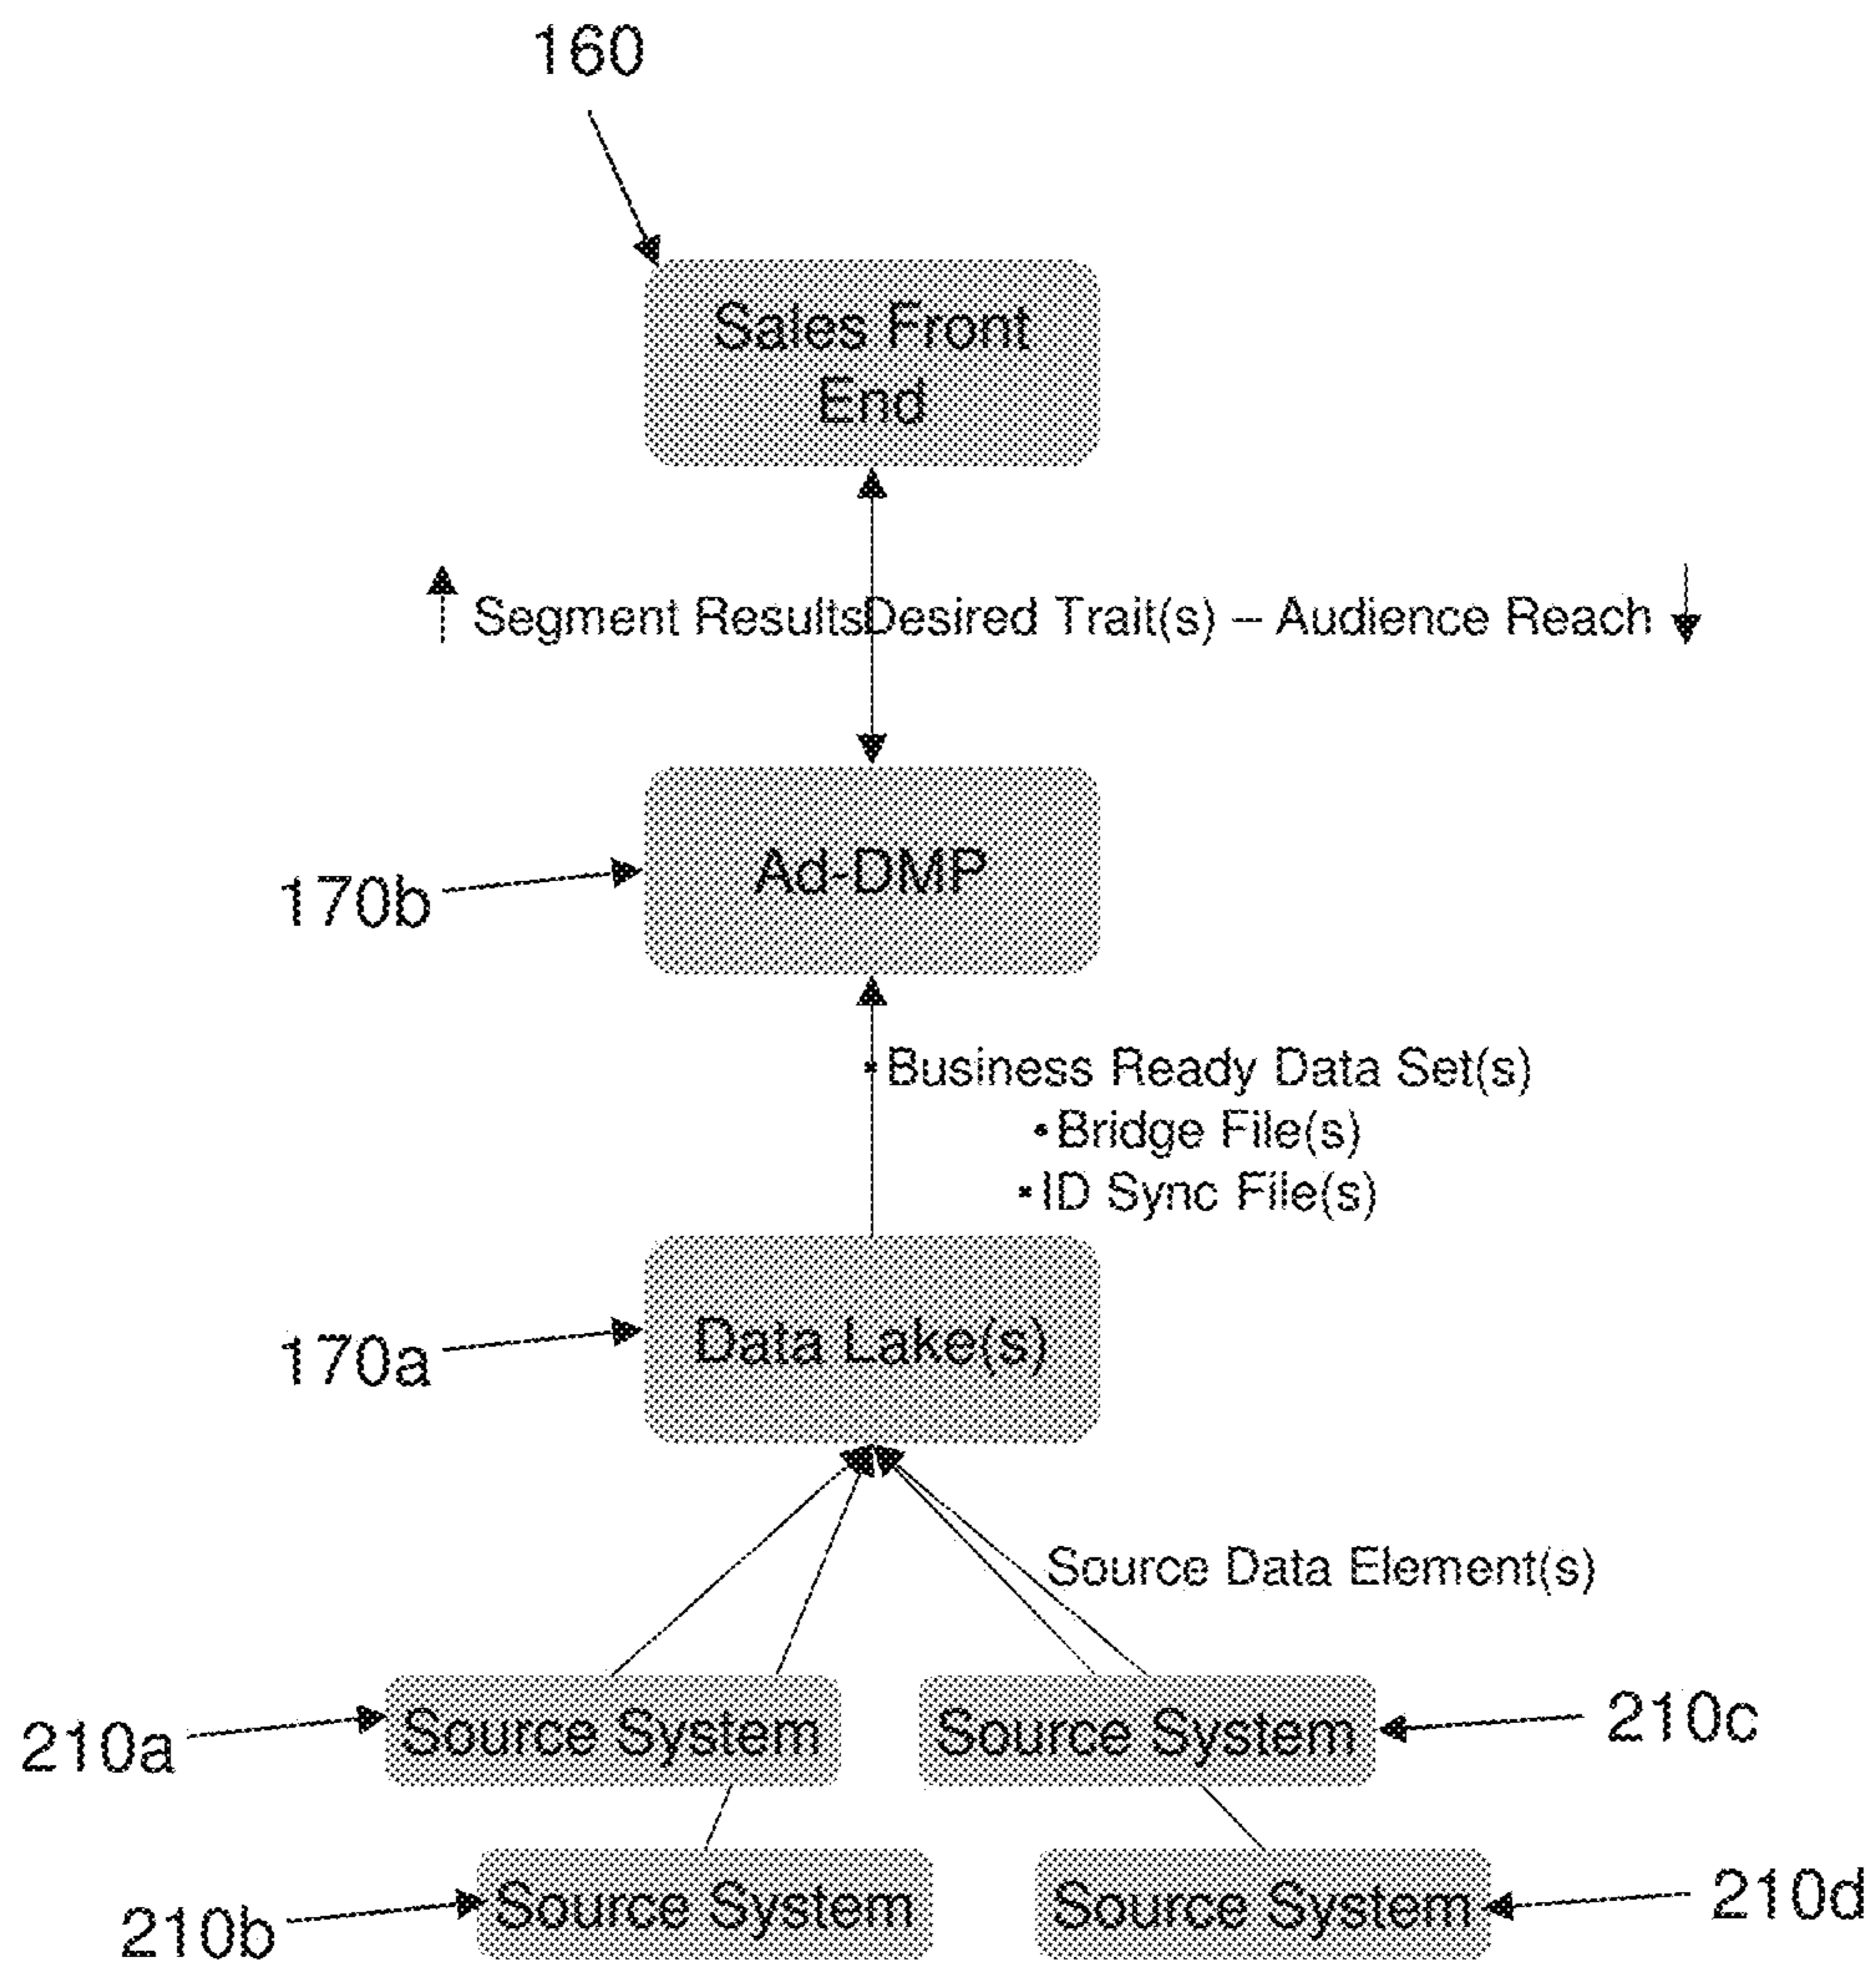 160
Sales Front
End
Segment Results Desired Trait(s) – Audience Reach
170b
Ad-DMP
• Business Ready Data Set(s)
• Bridge File(s)
• ID Sync File(s)
170a
Data Lake(s)
Source Data Element(s)
210a
Source System
Source System
210c
210b
Source System
Source System
210d